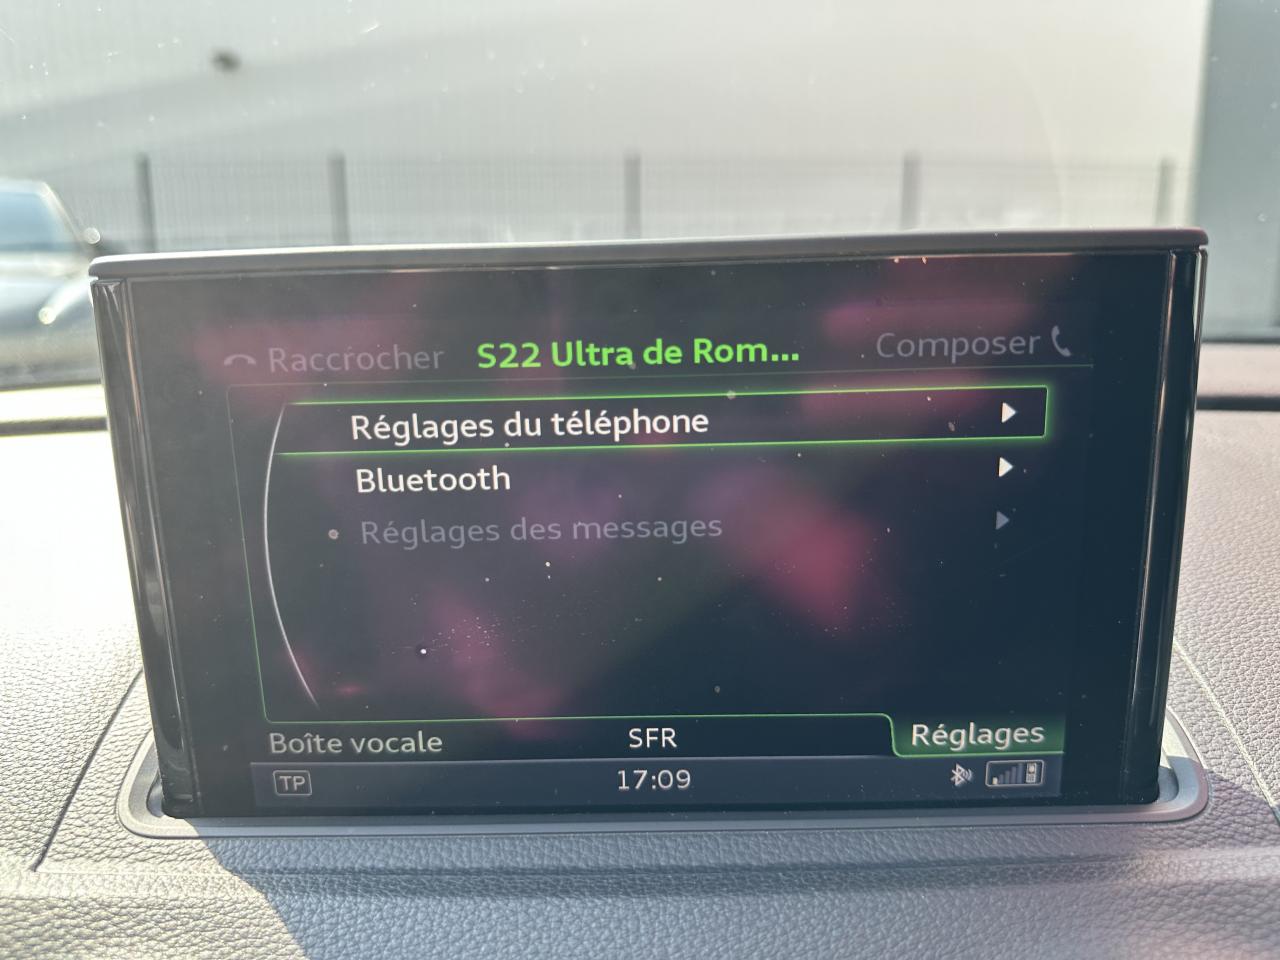 Raccrocher
S22 Ultra de Rom...
Composer
Réglages du téléphone
Bluetooth
Réglages des messages
Boîte vocale
SFR
Réglages
TP
17:09